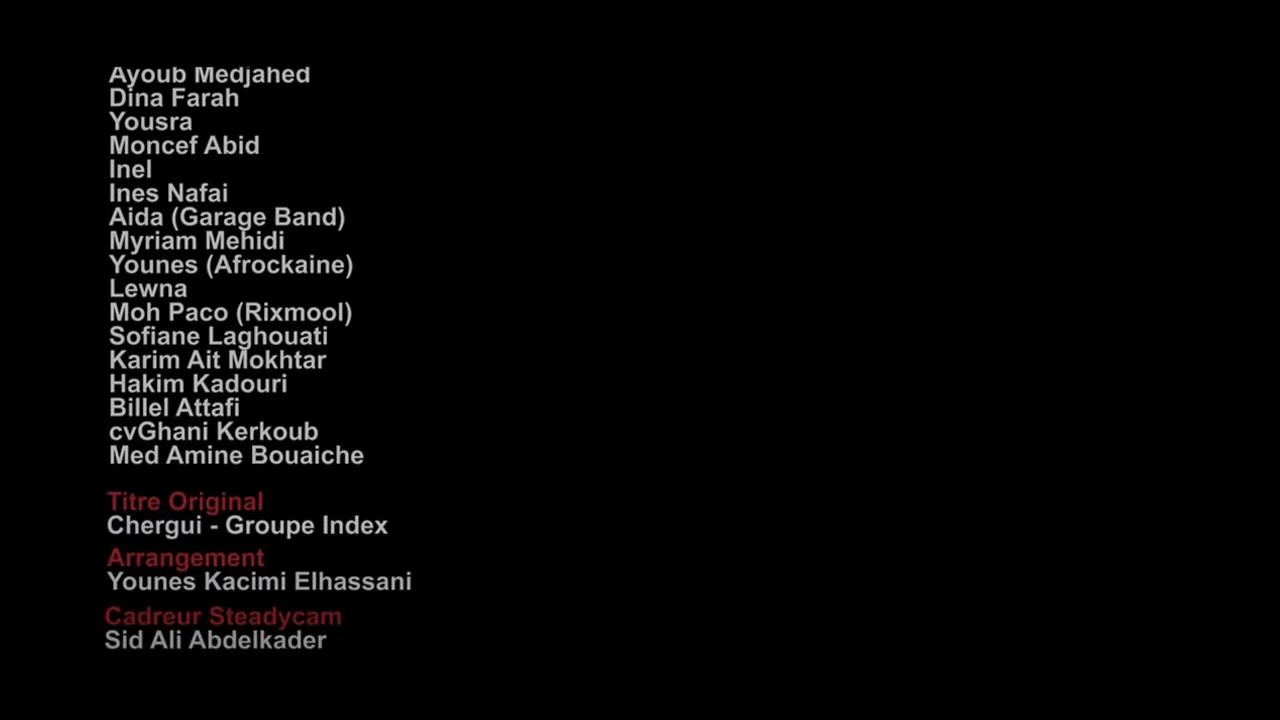 Ayoub Medjahed
Dina Farah
Yousra
Moncef Abid
Inel
Ines Nafai
Aida (Garage Band)
Myriam Mehidi
Younes (Afrockaine)
Lewna
Moh Paco (Rixmool)
Sofiane Laghouati
Karim Ait Mokhtar
Hakim Kadouri
Billel Attafi
cvGhani Kerkoub
Med Amine Bouaiche
Titre Original
Chergui - Groupe Index
Arrangement
Younes Kacimi Elhassani
Cadreur Steadycam
Sid Ali Abdelkader